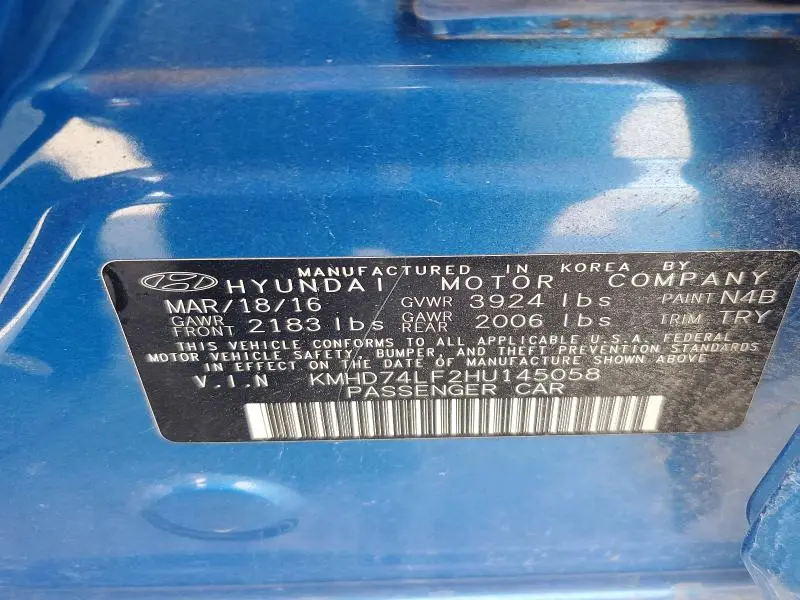 MANUFACTURED IN KOREA BY
HYUNDAI MOTOR COMPANY
MAR/18/16 GVWR 3924 lbs PAINT N4B
GAWR FRONT 2183 lbs GAWR REAR 2006 lbs TRIM TRY
THIS VEHICLE CONFORMS TO ALL APPLICABLE U.S.A. FEDERAL
MOTOR VEHICLE SAFETY, BUMPER, AND THEFT PREVENTION STANDARDS
IN EFFECT ON THE DATE OF MANUFACTURE SHOWN ABOVE
V.I.N KMHD74LF2HU145058
PASSENGER CAR